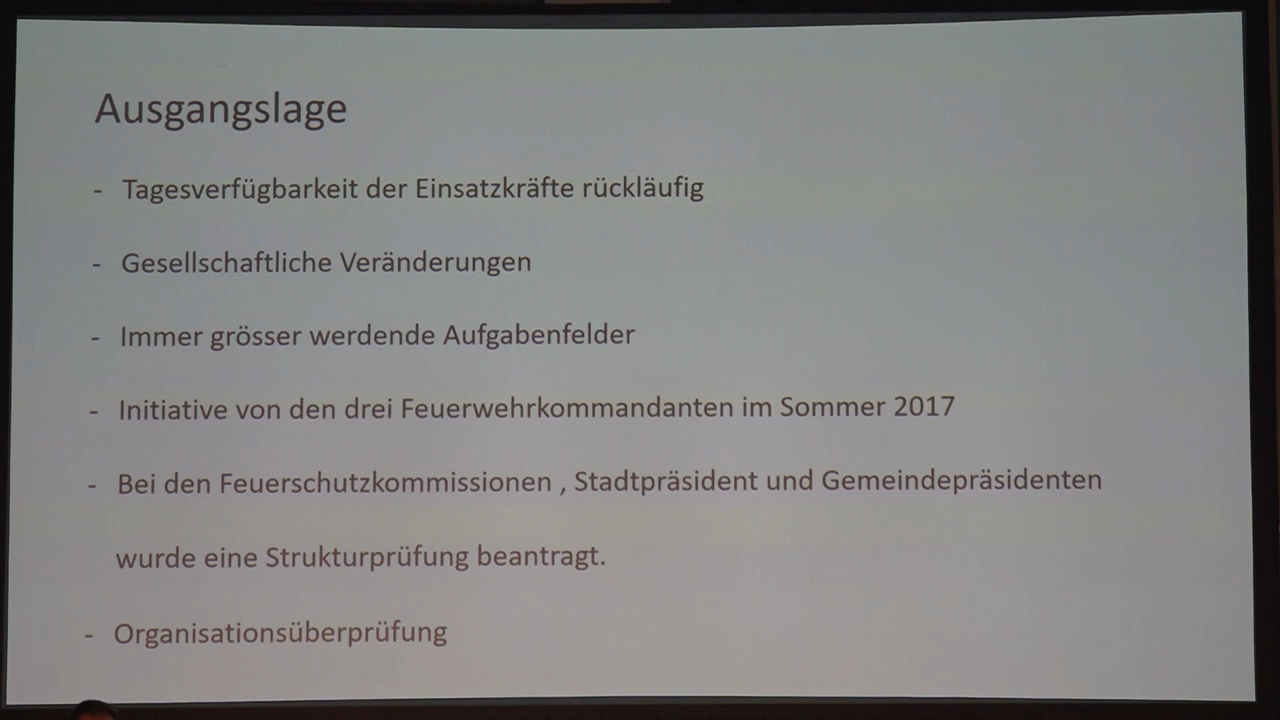 Ausgangslage
- Tagesverfügbarkeit der Einsatzkräfte rückläufig
- Gesellschaftliche Veränderungen
- Immer grösser werdende Aufgabenfelder
- Initiative von den drei Feuerwehrkommandanten im Sommer 2017
- Bei den Feuerschutzkommissionen , Stadtpräsident und Gemeindepräsidenten
wurde eine Strukturprüfung beantragt.
- Organisationsüberprüfung